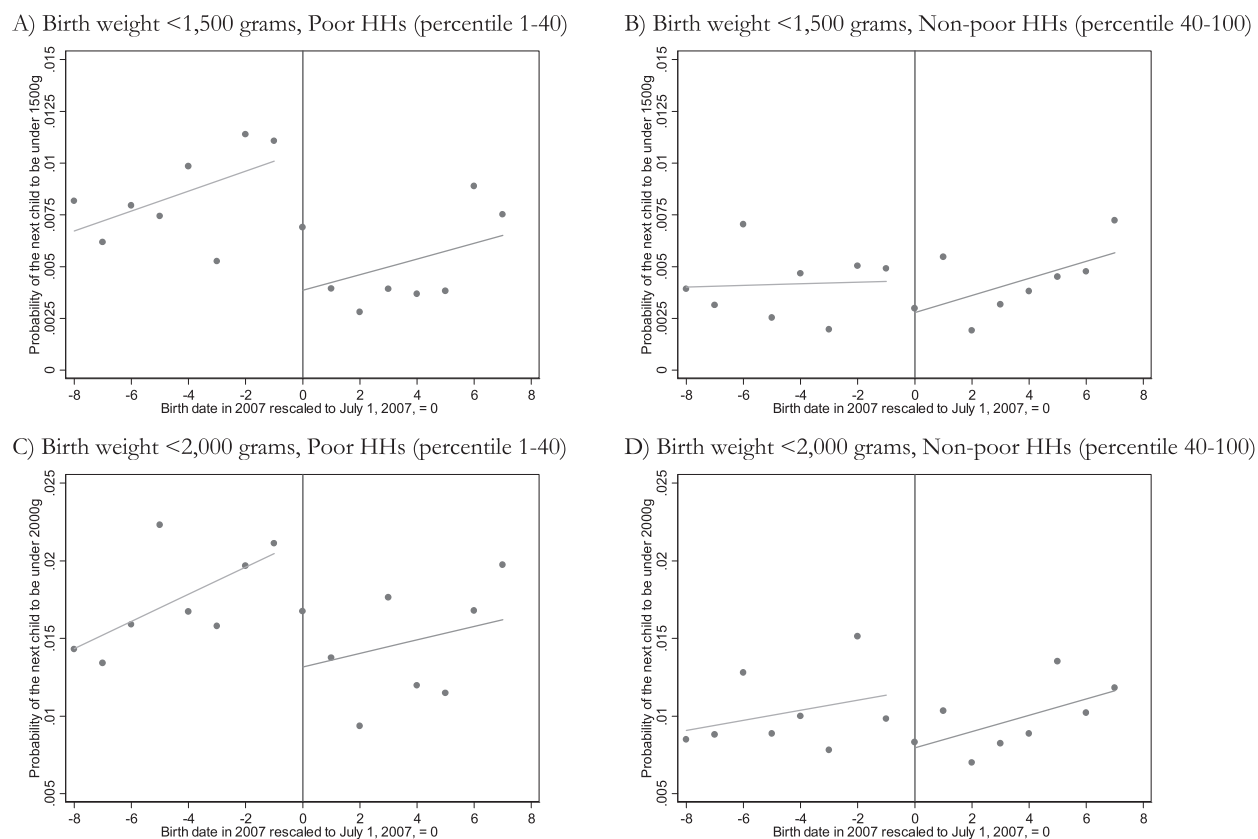 A) Birth weight <1,500 grams, Poor HHs (percentile 1-40)
Probability of the next child to be under 1500g
.015
.0125
.01
.0075
.005
.0025
0
-8 -6 -4 -2 0 2 4 6 8
Birth date in 2007 rescaled to July 1, 2007, = 0
B) Birth weight <1,500 grams, Non-poor HHs (percentile 40-100)
Probability of the next child to be under 1500g
.015
.0125
.01
.0075
.005
.0025
0
-8 -6 -4 -2 0 2 4 6 8
Birth date in 2007 rescaled to July 1, 2007, = 0
C) Birth weight <2,000 grams, Poor HHs (percentile 1-40)
Probability of the next child to be under 2000g
.025
.02
.015
.01
.005
-8 -6 -4 -2 0 2 4 6 8
Birth date in 2007 rescaled to July 1, 2007, = 0
D) Birth weight <2,000 grams, Non-poor HHs (percentile 40-100)
Probability of the next child to be under 2000g
.025
.02
.015
.01
.005
-8 -6 -4 -2 0 2 4 6 8
Birth date in 2007 rescaled to July 1, 2007, = 0